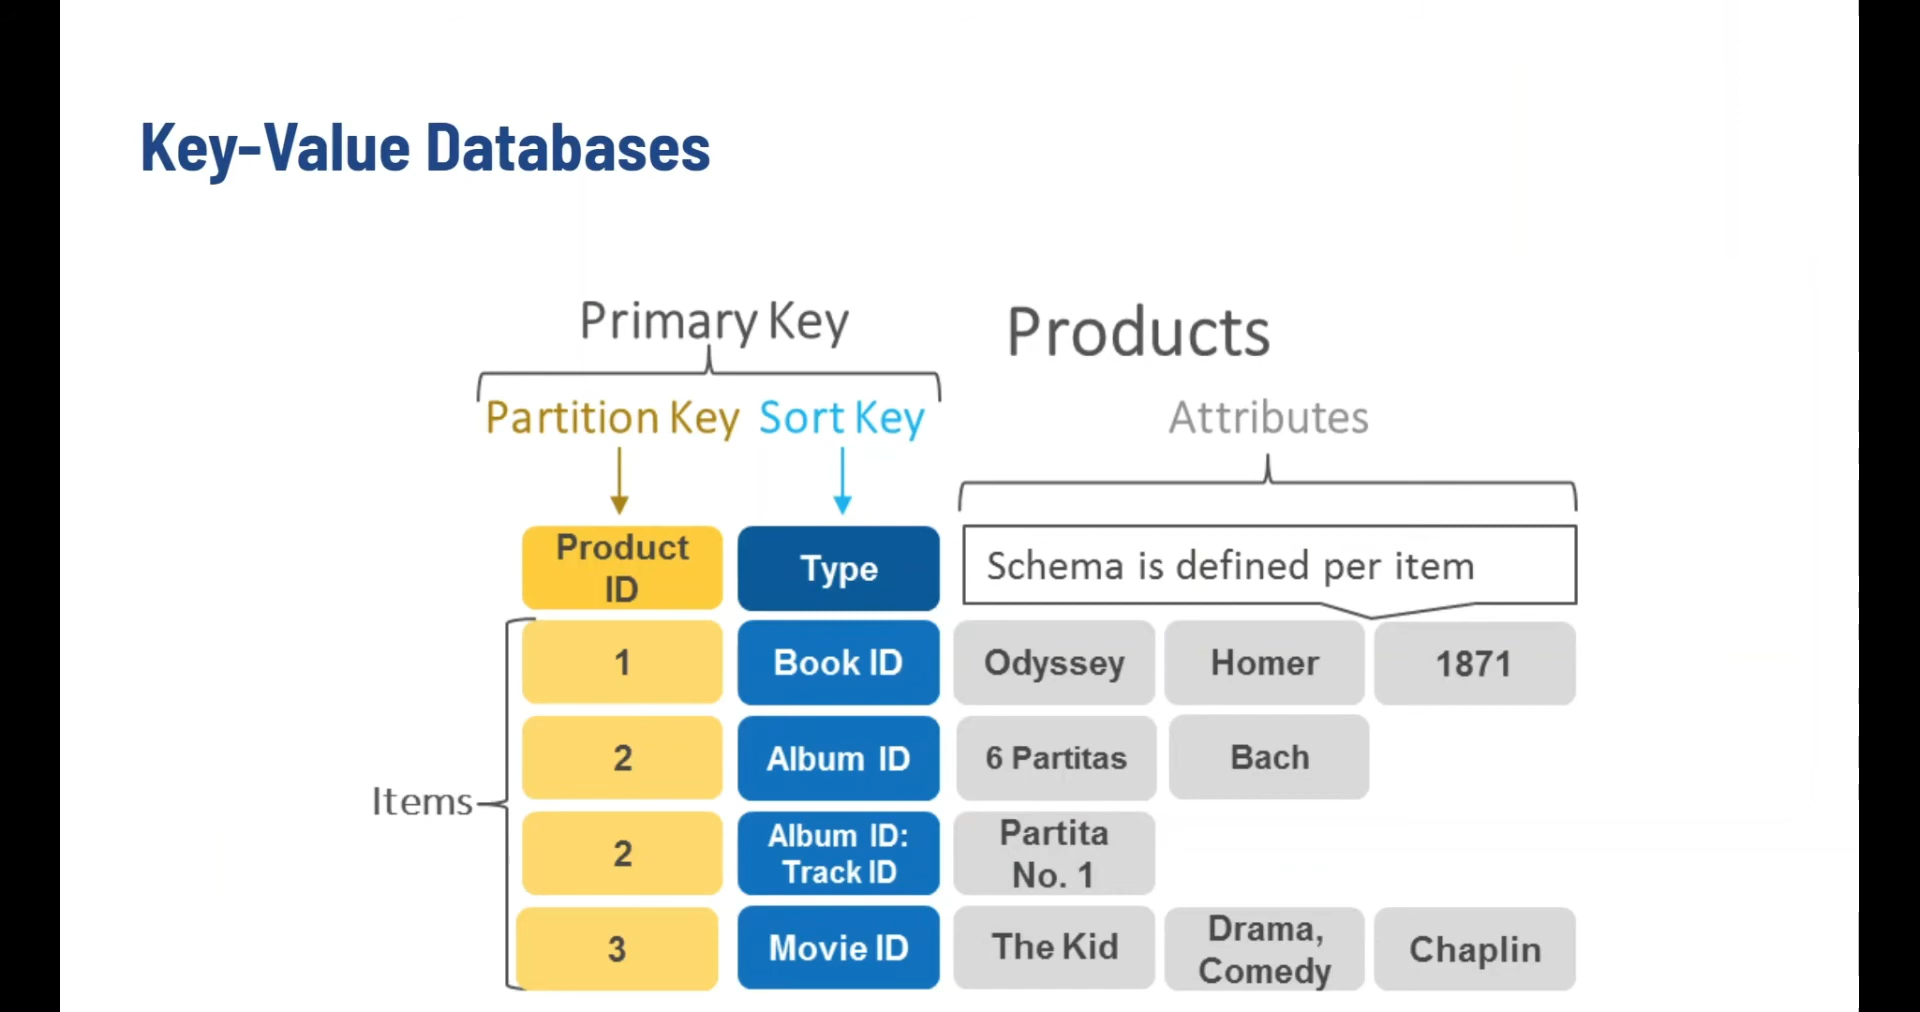 Key-Value Databases
Primary Key
Products
Partition Key
Sort Key
Attributes
Product
ID
Type
Schema is defined per item
Items
1
Book ID
Odyssey
Homer
1871
2
Album ID
6 Partitas
Bach
2
Album ID:
Track ID
Partita
No. 1
3
Movie ID
The Kid
Drama,
Comedy
Chaplin